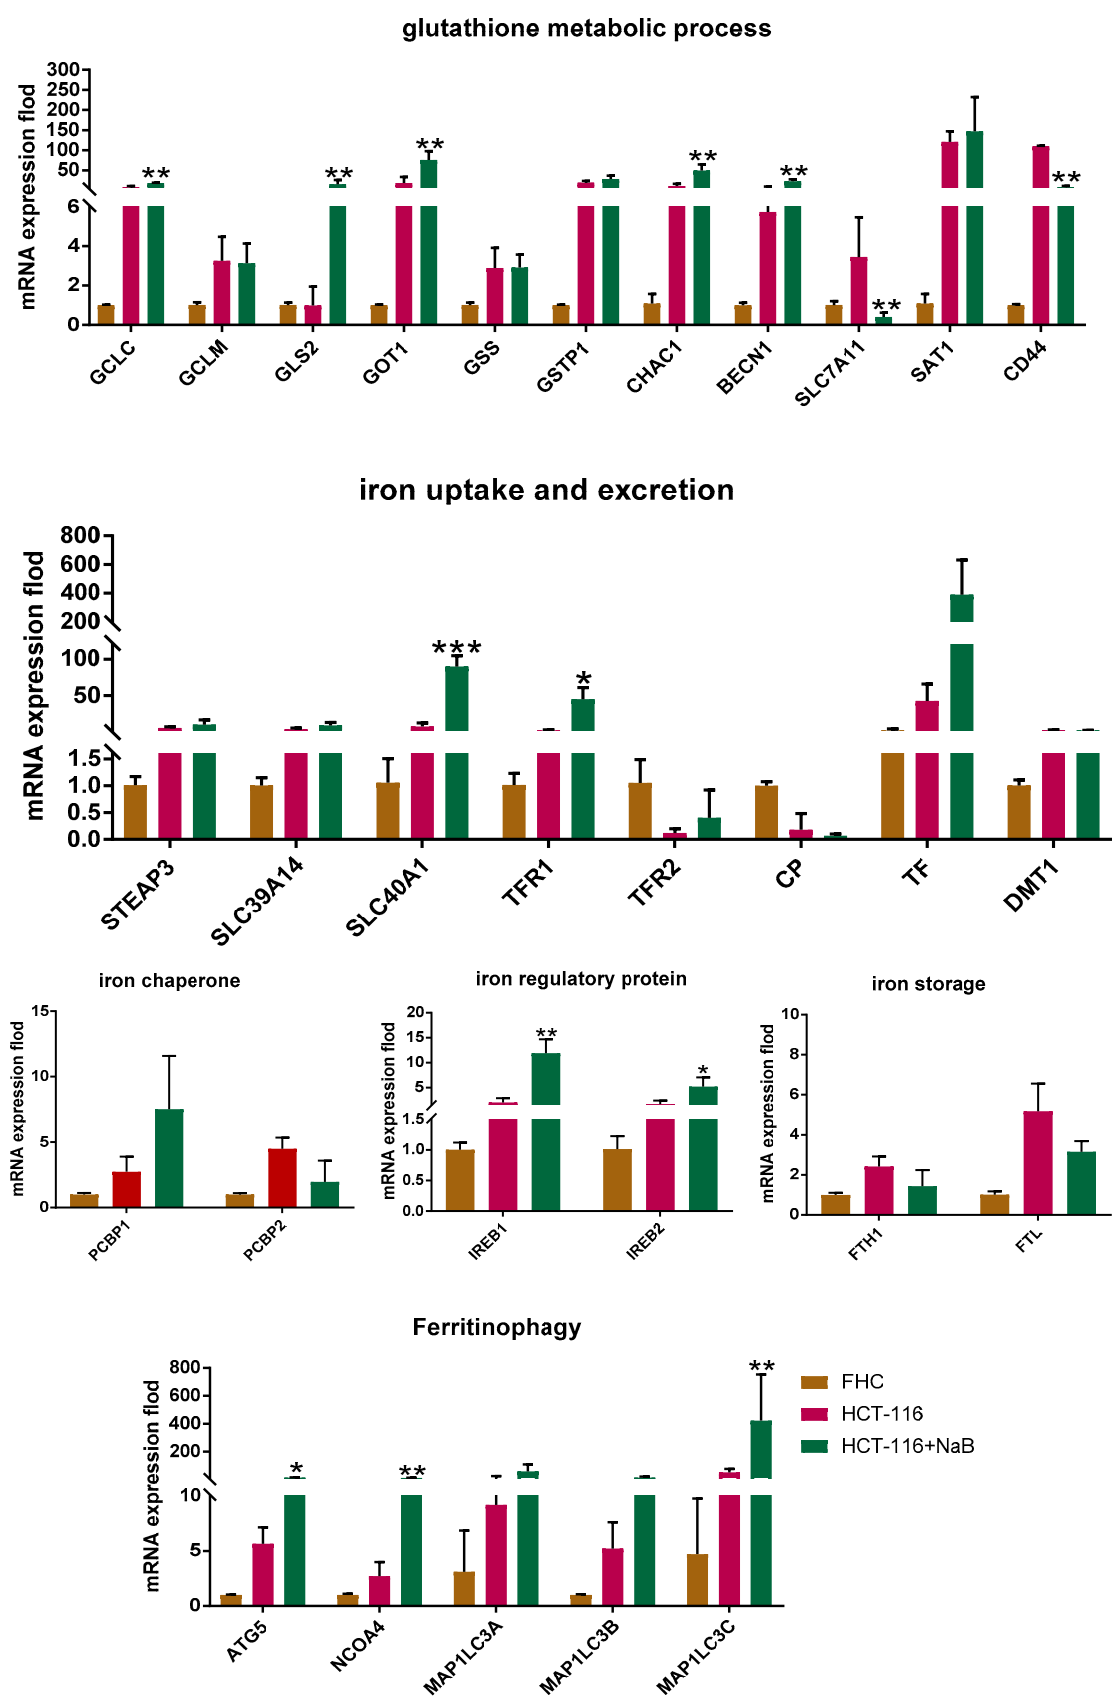 glutathione metabolic process
mRNA expression flod
300
250
200
150
100
50
6
4
2
0
** ** ** ** ** ** **
GCLC GCLM GLS2 GOT1 GSS GSTP1 CHAC1 BECN1 SLC7A11 SAT1 CD44
iron uptake and excretion
mRNA expression flod
800
600
400
200
100
50
1.5
1.0
0.5
0.0
*** *
STEAP3 SLC39A14 SLC40A1 TFR1 TFR2 CP TF DMT1
iron chaperone
mRNA expression flod
15
10
5
0
PCBP1 PCBP2
iron regulatory protein
mRNA expression flod
20
15
10
5
1.5
1.0
0.5
0.0
** *
IREB1 IREB2
iron storage
mRNA expression flod
10
8
6
4
2
0
FTH1 FTL
Ferritinophagy
mRNA expression flod
800
600
400
200
10
5
0
* ** **
ATG5 NCOA4 MAP1LC3A MAP1LC3B MAP1LC3C
FHC
HCT-116
HCT-116+NaB